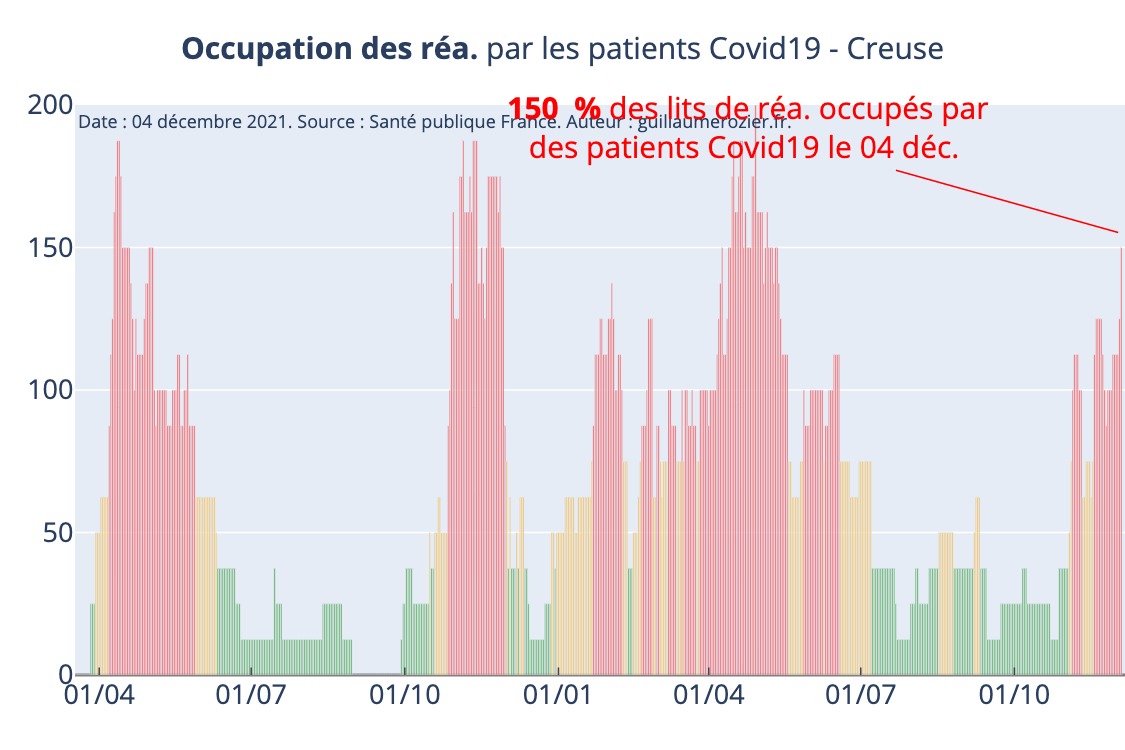 Occupation des réa. par les patients Covid19 - Creuse
200
150 % des lits de réa. occupés par
Date : 04 décembre 2021. Source : Santé publique France. Auteur : guillaumerozier.fr.
des patients Covid19 le 04 déc.
150
100
50
0
01/04 01/07 01/10 01/01 01/04 01/07 01/10